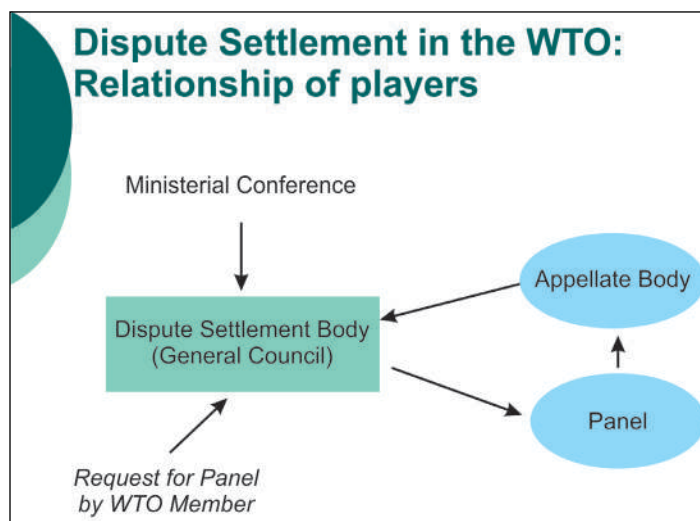 Dispute Settlement in the WTO:
Relationship of players
Ministerial Conference
Appellate Body
Dispute Settlement Body
(General Council)
Panel
Request for Panel
by WTO Member